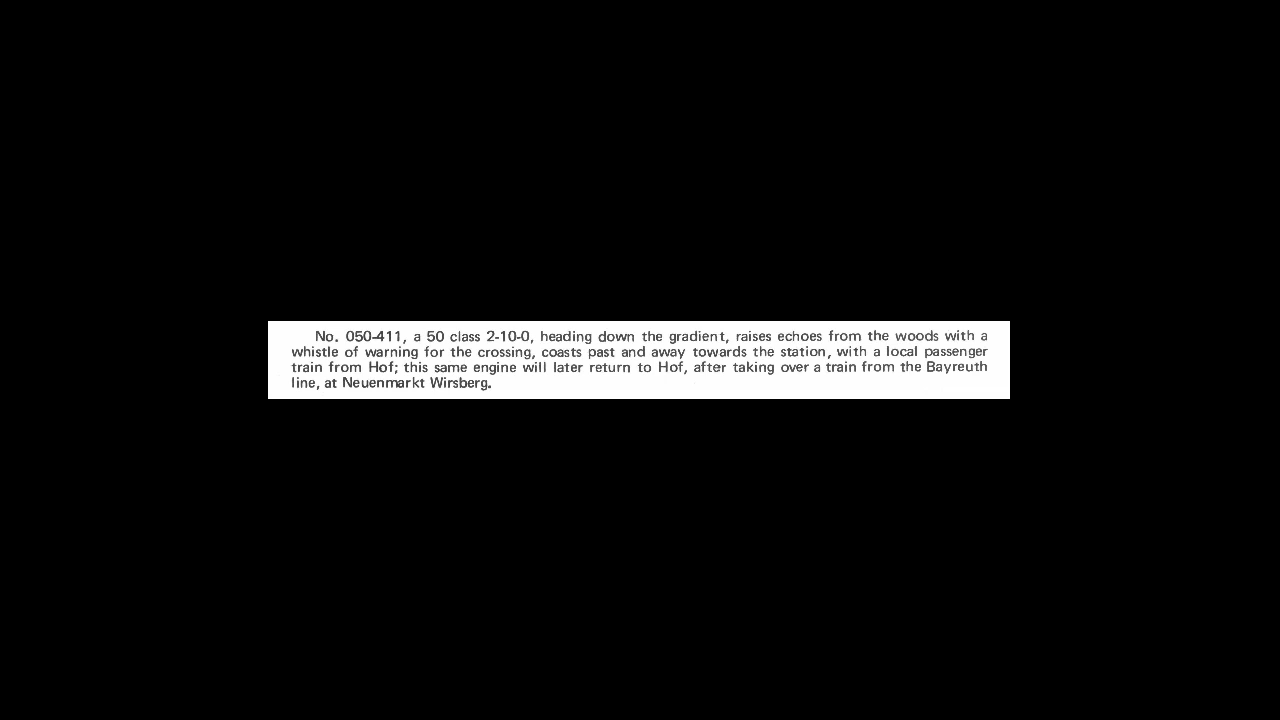 No. 050-411, a 50 class 2-10-0, heading down the gradient, raises echoes from the woods with a
whistle of warning for the crossing, coasts past and away towards the station, with a local passenger
train from Hof; this same engine will later return to Hof, after taking over a train from the Bayreuth
line, at Neuenmarkt Wirsberg.